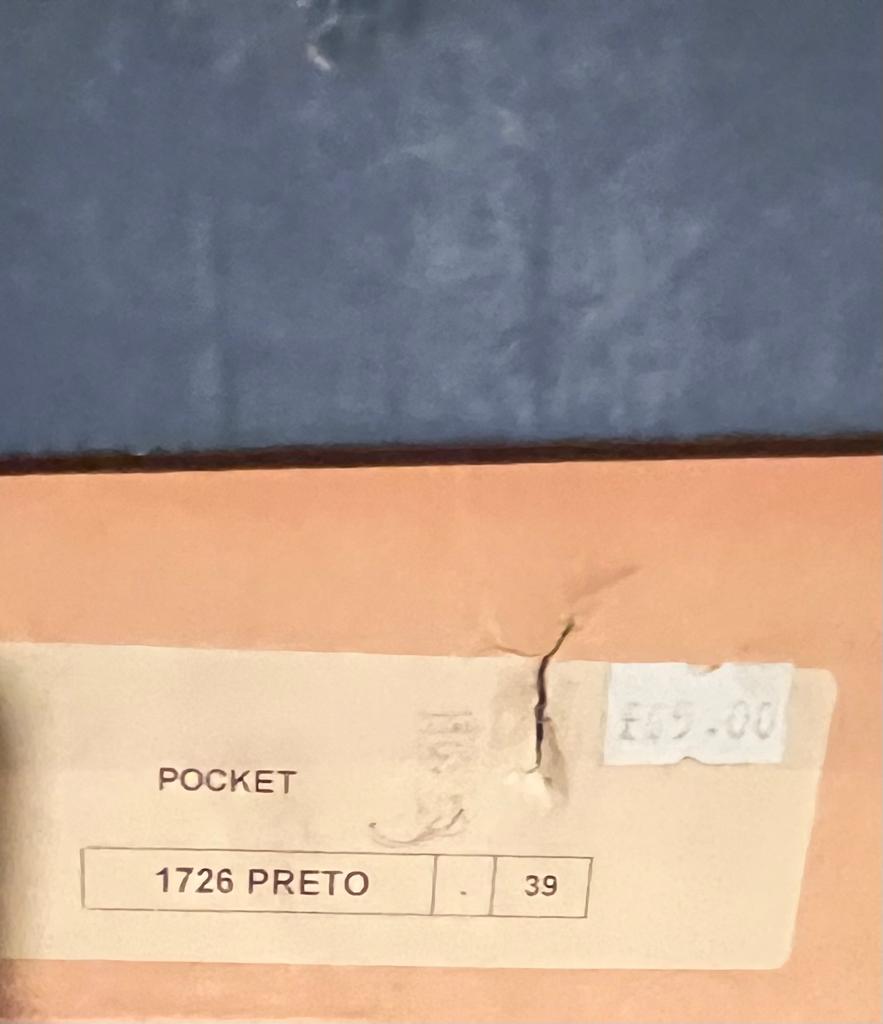 POCKET
1726 PRETO . 39